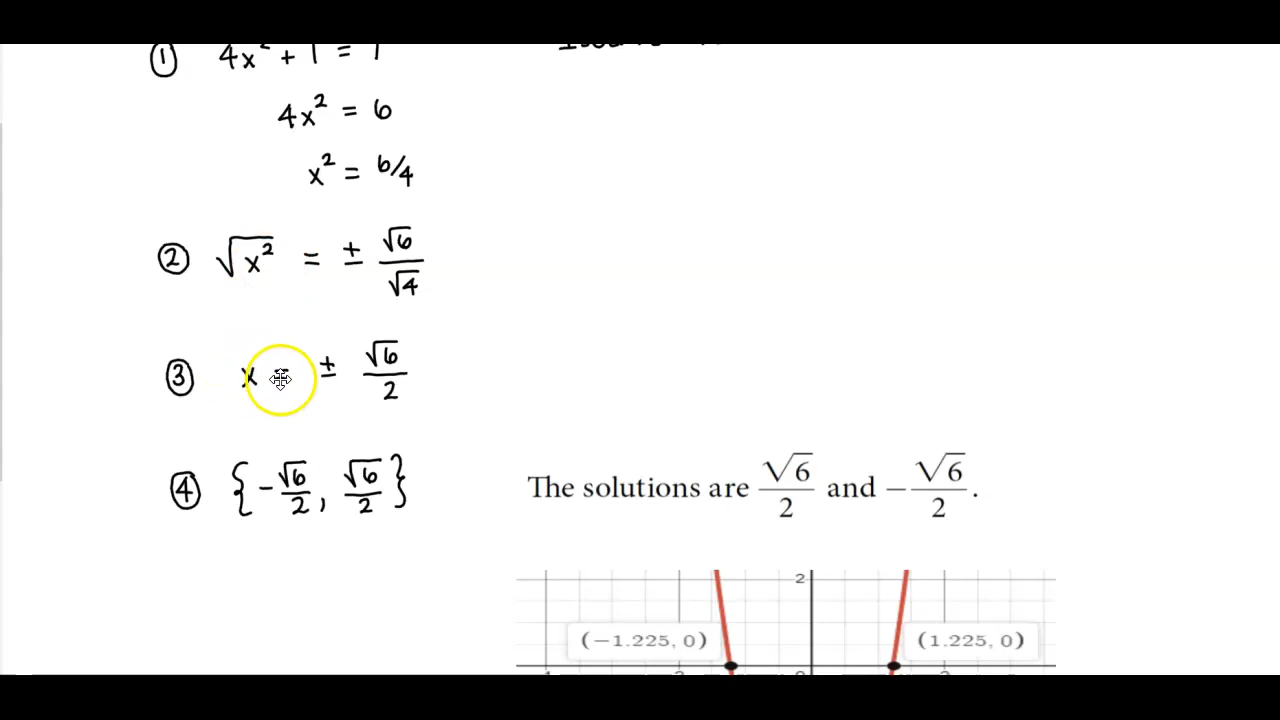 ① 4x² + 1 = 7
4x² = 6
x² = 6/4
② √x² = ± √6/√4
③ x = ± √6/2
④ {-√6/2, √6/2}
The solutions are √6/2 and −√6/2.
2
(−1.225, 0)
(1.225, 0)